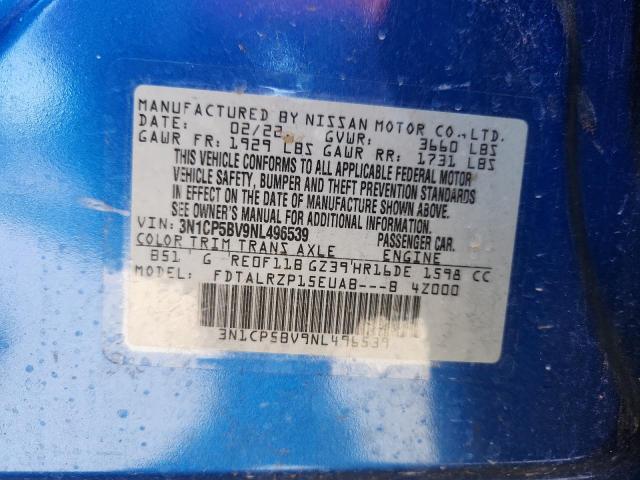 MANUFACTURED BY NISSAN MOTOR CO., LTD.
DATE: 02/22 GVWR: 3660 LBS
GAWR FR: 1929 LBS GAWR RR: 1731 LBS
THIS VEHICLE CONFORMS TO ALL APPLICABLE FEDERAL MOTOR
VEHICLE SAFETY, BUMPER AND THEFT PREVENTION STANDARDS
IN EFFECT ON THE DATE OF MANUFACTURE SHOWN ABOVE.
SEE OWNER'S MANUAL FOR ADDITIONAL INFORMATION.
VIN: 3N1CP5BV9NL496539 PASSENGER CAR.
COLOR TRIM TRANS AXLE ENGINE
B51 G RE0F11B GZ39 HR16DE 1598 CC
MODEL: FDTALRZP15EUAB---B 4Z000
3N1CP5BV9NL496539